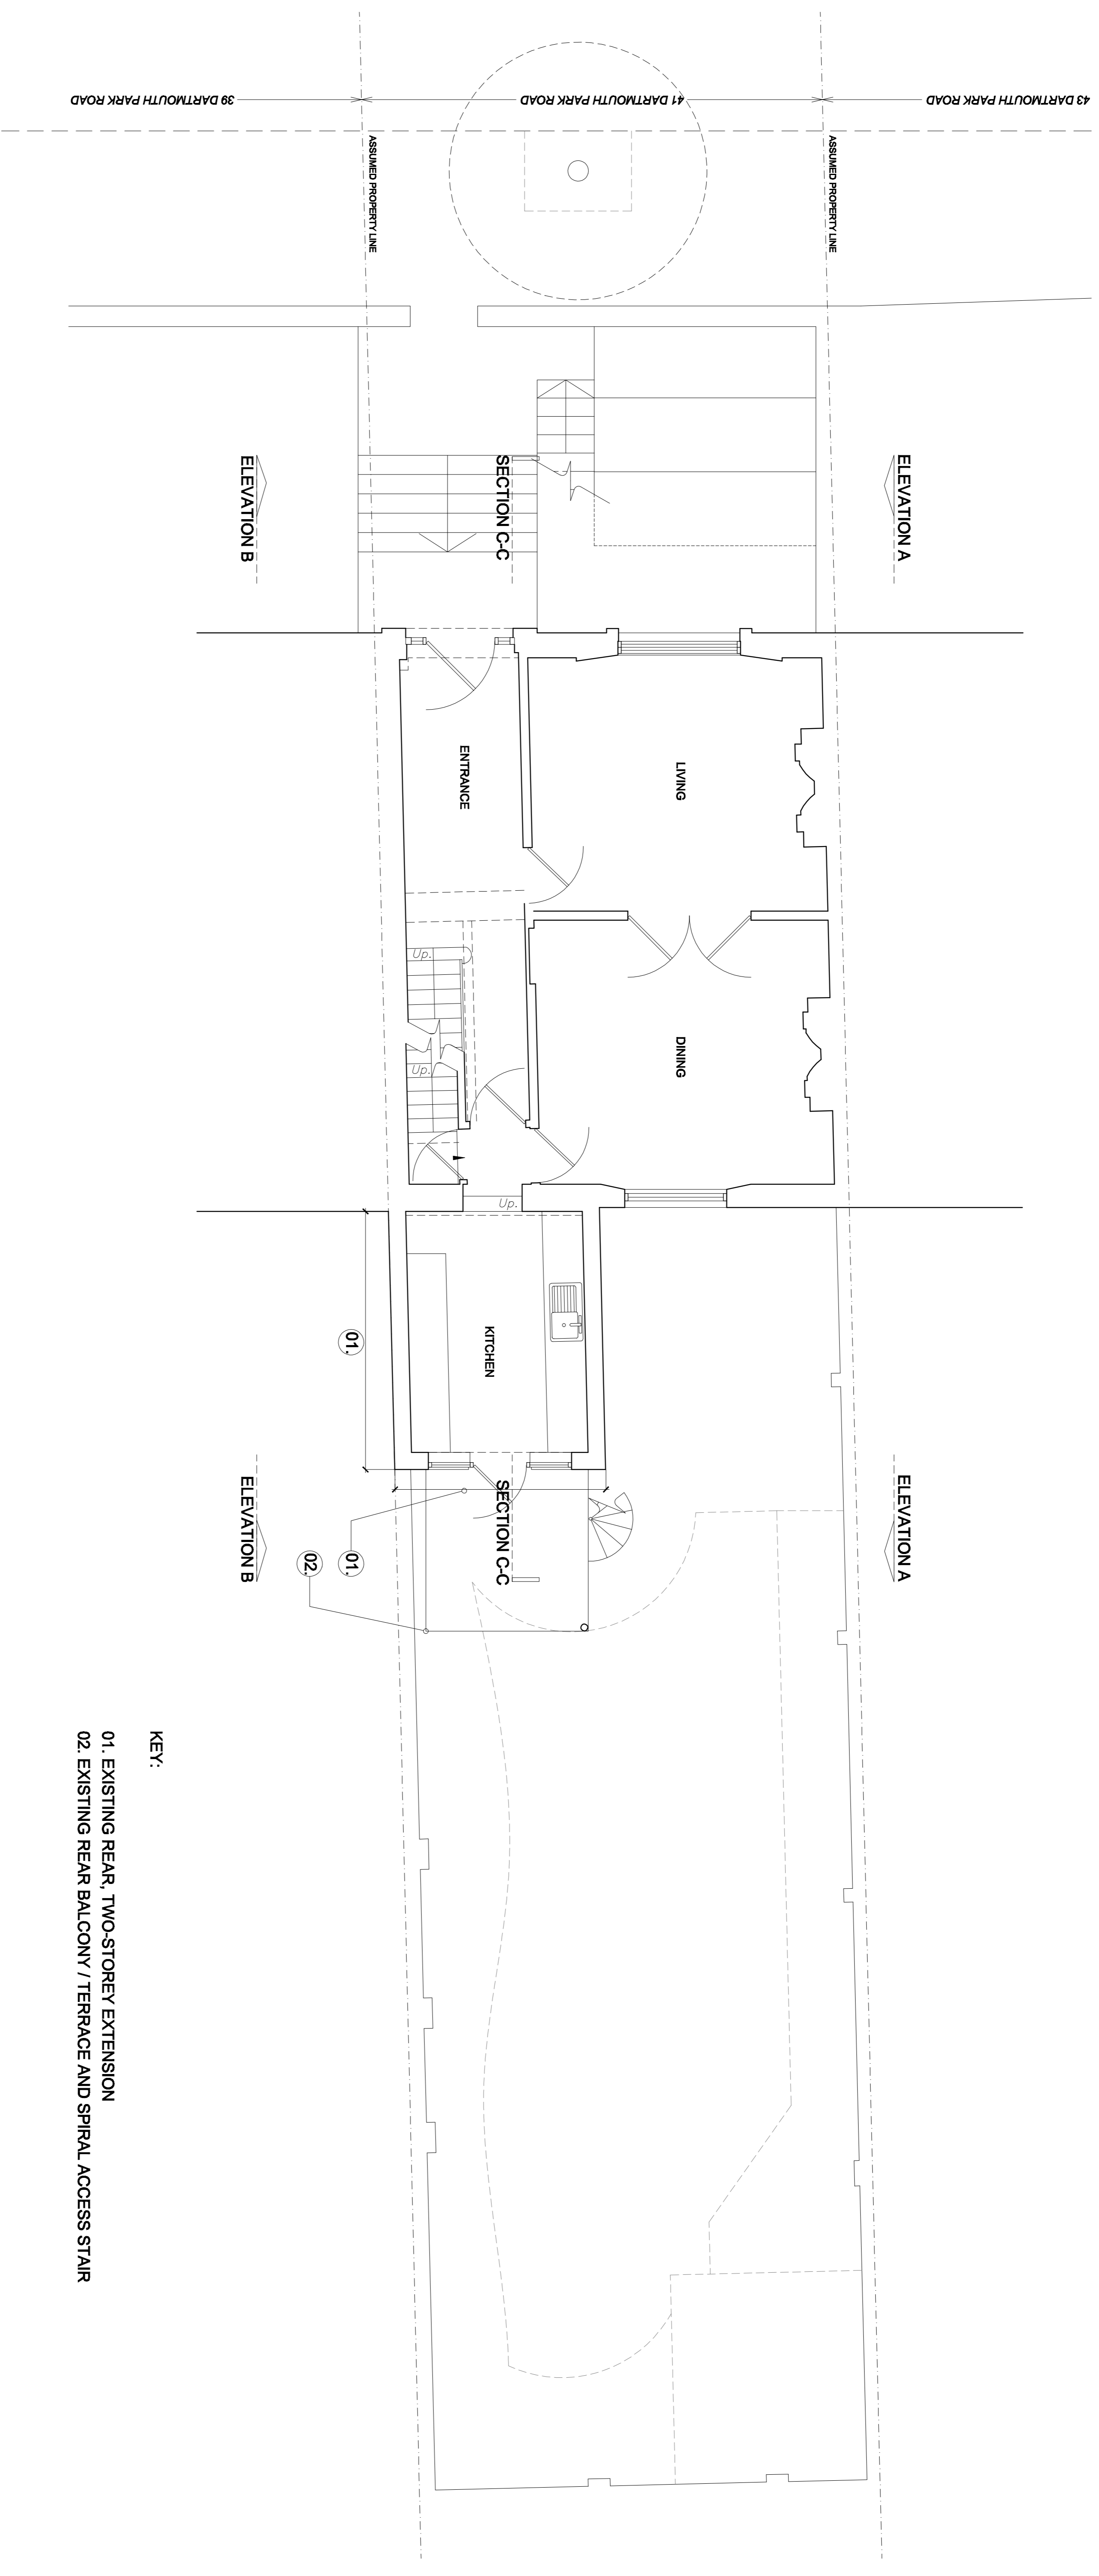 39 DARTMOUTH PARK ROAD
41 DARTMOUTH PARK ROAD
43 DARTMOUTH PARK ROAD
ASSUMED PROPERTY LINE
ASSUMED PROPERTY LINE
ELEVATION B
SECTION C-C
ELEVATION A
ENTRANCE
LIVING
Up.
DINING
Up.
Up.
KITCHEN
01.
ELEVATION B
SECTION C-C
ELEVATION A
01.
02.
KEY:
01. EXISTING REAR, TWO-STOREY EXTENSION
02. EXISTING REAR BALCONY / TERRACE AND SPIRAL ACCESS STAIR